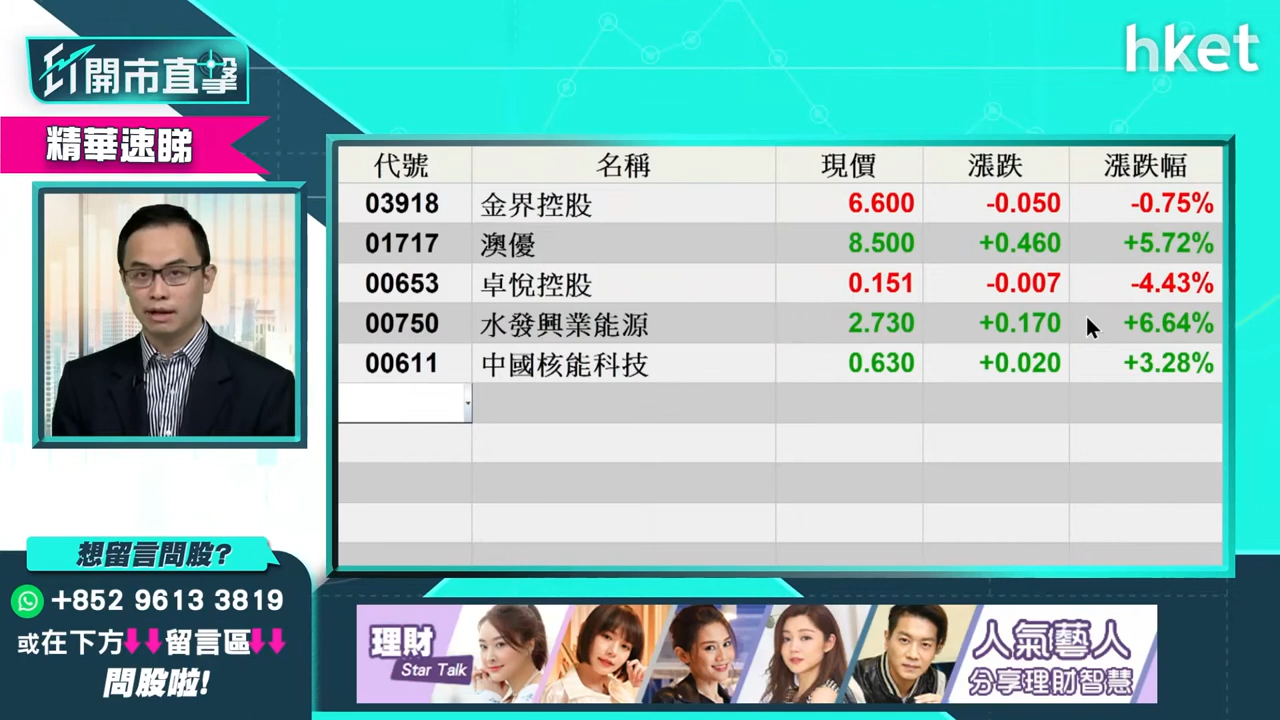 ET開市直擊
hket
精華速睇
代號 名稱 現價 漲跌 漲跌幅
03918 金界控股 6.600 -0.050 -0.75%
01717 澳優 8.500 +0.460 +5.72%
00653 卓悅控股 0.151 -0.007 -4.43%
00750 水發興業能源 2.730 +0.170 +6.64%
00611 中國核能科技 0.630 +0.020 +3.28%
想留言問股?
+852 9613 3819
或在下方留言區
問股啦!
理財
Star Talk
人氣藝人
分享理財智慧